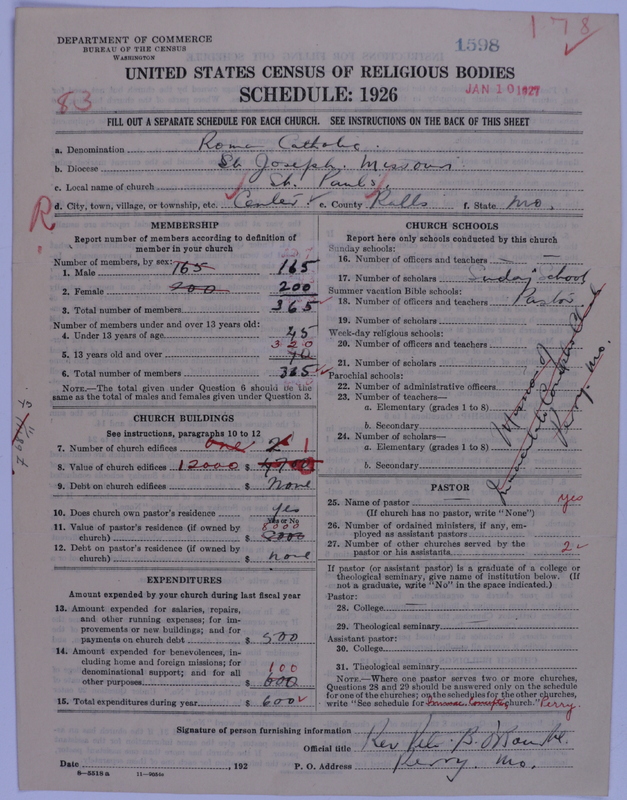 DEPARTMENT OF COMMERCE
BUREAU OF THE CENSUS
WASHINGTON
1598
178
UNITED STATES CENSUS OF RELIGIOUS BODIES
SCHEDULE: 1926
JAN 10 1927
83
FILL OUT A SEPARATE SCHEDULE FOR EACH CHURCH. SEE INSTRUCTIONS ON THE BACK OF THIS SHEET
a. Denomination Roman Catholic
b. Diocese St. Joseph, Missouri
c. Local name of church St. Paul's
d. City, town, village, or township, etc. Center e. County Ralls f. State Mo.
R
MEMBERSHIP
Report number of members according to definition of
member in your church
Number of members, by sex:
1. Male 165 165
2. Female 200 200
3. Total number of members 365
Number of members under and over 13 years old:
4. Under 13 years of age 45
320
5. 13 years old and over
6. Total number of members 365
NOTE.—The total given under Question 6 should be the
same as the total of males and females given under Question 3.
CHURCH BUILDINGS
See instructions, paragraphs 10 to 12
7. Number of church edifices one 2 1
8. Value of church edifices 12000 $
9. Debt on church edifices $ None
10. Does church own pastor's residence yes
Yes or No
11. Value of pastor's residence (if owned by
church) $ 8000
12. Debt on pastor's residence (if owned by
church) $ none
EXPENDITURES
Amount expended by your church during last fiscal year
13. Amount expended for salaries, repairs,
and other running expenses; for im-
provements or new buildings; and for
payments on church debt $ 500
14. Amount expended for benevolences, in-
cluding home and foreign missions; for
denominational support; and for all
other purposes $ 100
15. Total expenditures during year $ 600
CHURCH SCHOOLS
Report here only schools conducted by this church
Sunday schools:
16. Number of officers and teachers
17. Number of scholars Sunday School
Summer vacation Bible schools:
18. Number of officers and teachers Pastor
19. Number of scholars
Week-day religious schools:
20. Number of officers and teachers
21. Number of scholars
Parochial schools:
22. Number of administrative officers
23. Number of teachers—
a. Elementary (grades 1 to 8)
b. Secondary
24. Number of scholars—
a. Elementary (grades 1 to 8)
b. Secondary
Mission of
Immaculate Conception Church
Perry, Mo.
PASTOR
25. Name of pastor yes
(If church has no pastor, write "None")
26. Number of ordained ministers, if any, em-
ployed as assistant pastors
27. Number of other churches served by the
pastor or his assistants 2
If pastor (or assistant pastor) is a graduate of a college or
theological seminary, give name of institution below. (If
not a graduate, write "No" in the space indicated.)
Pastor:
28. College
29. Theological seminary
Assistant pastor:
30. College
31. Theological seminary
NOTE.—Where one pastor serves two or more churches,
Questions 28 and 29 should be answered only on the schedule
for one of the churches; on the schedules for the other churches,
write "See schedule for church." Perry.
Signature of person furnishing information
Official title Rev.
Date , 192 P. O. Address Perry, Mo.
8—5518 a